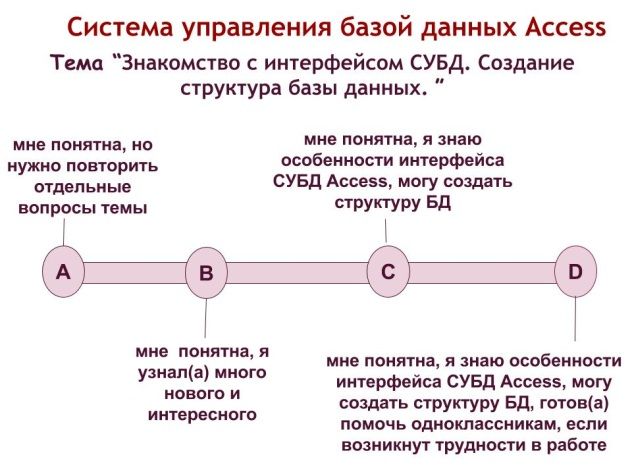 Система управления базой данных Access
Тема “Знакомство с интерфейсом СУБД. Создание
структура базы данных. ”
мне понятна, но
нужно повторить
отдельные
вопросы темы
мне понятна, я знаю
особенности интерфейса
СУБД Access, могу создать
структуру БД
A
B
C
D
мне  понятна, я
узнал(а) много
нового и
интересного
мне понятна, я знаю особенности
интерфейса СУБД Access, могу
создать структуру БД, готов(а)
помочь одноклассникам, если
возникнут трудности в работе